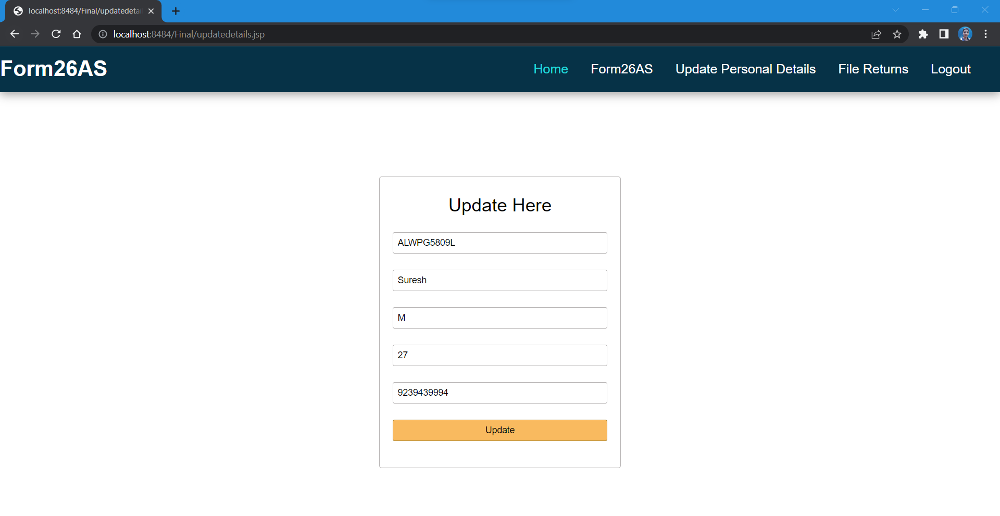 localhost:8484/Final/updatedetai
localhost:8484/Final/updatedetails.jsp
Form26AS
Home Form26AS Update Personal Details File Returns Logout
Update Here
ALWPG5809L
Suresh
M
27
9239439994
Update